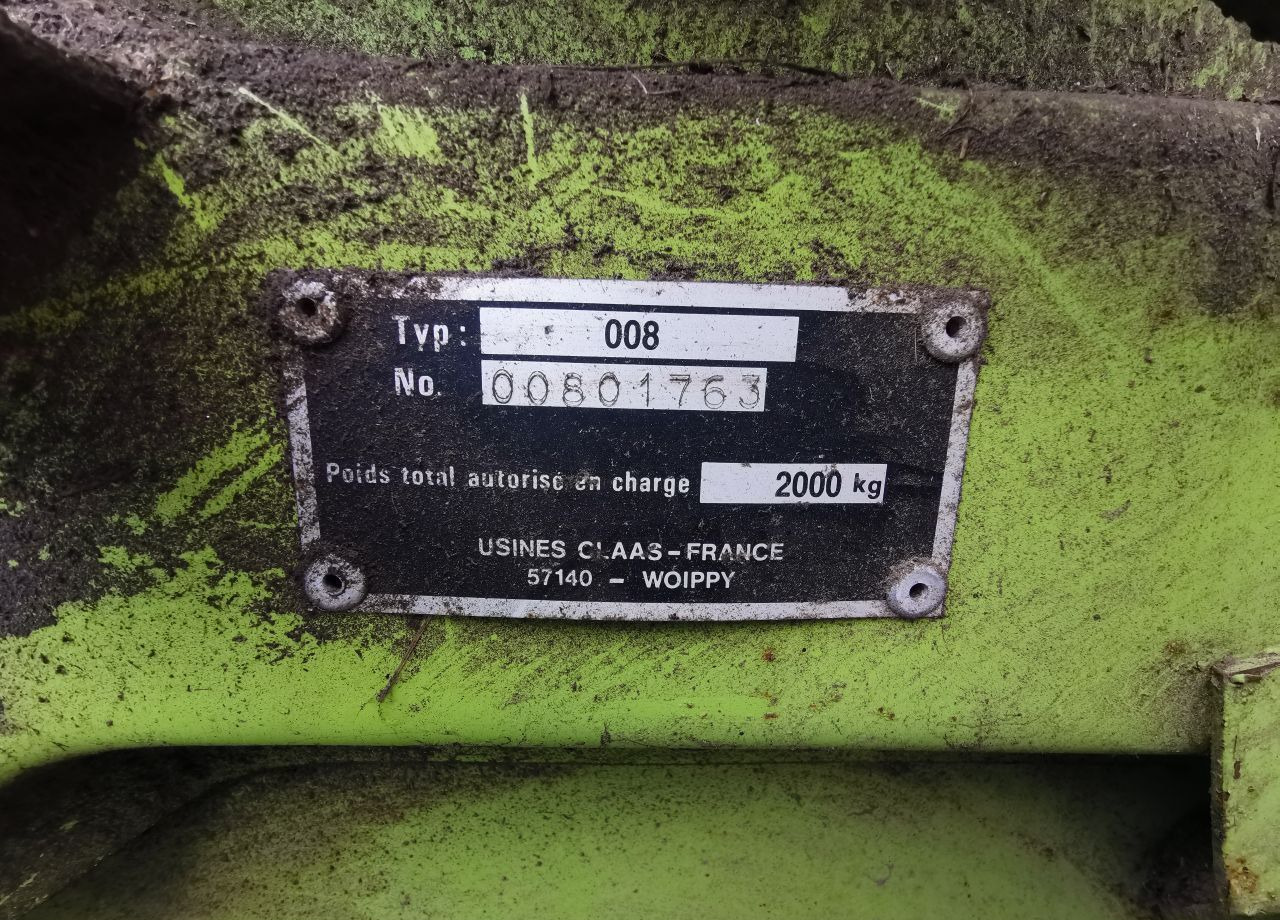 Typ: 008
No. 00801763
Poids total autorisé en charge 2000 kg
USINES CLAAS-FRANCE
57140 - WOIPPY